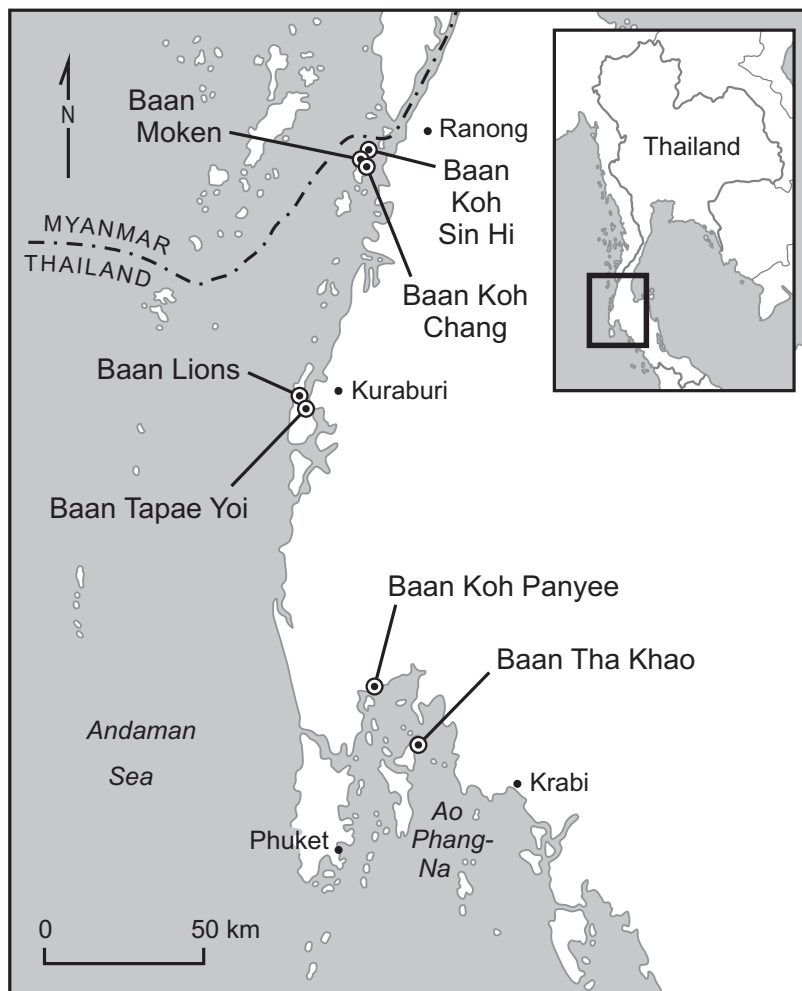 N
Baan
Moken
Ranong
Baan
Koh
Sin Hi
Thailand
MYANMAR
THAILAND
Baan Koh
Chang
Baan Lions
Kuraburi
Baan Tapae Yoi
Baan Koh Panyee
Baan Tha Khao
Andaman
Sea
Krabi
Ao
Phang-
Na
Phuket
0 50 km